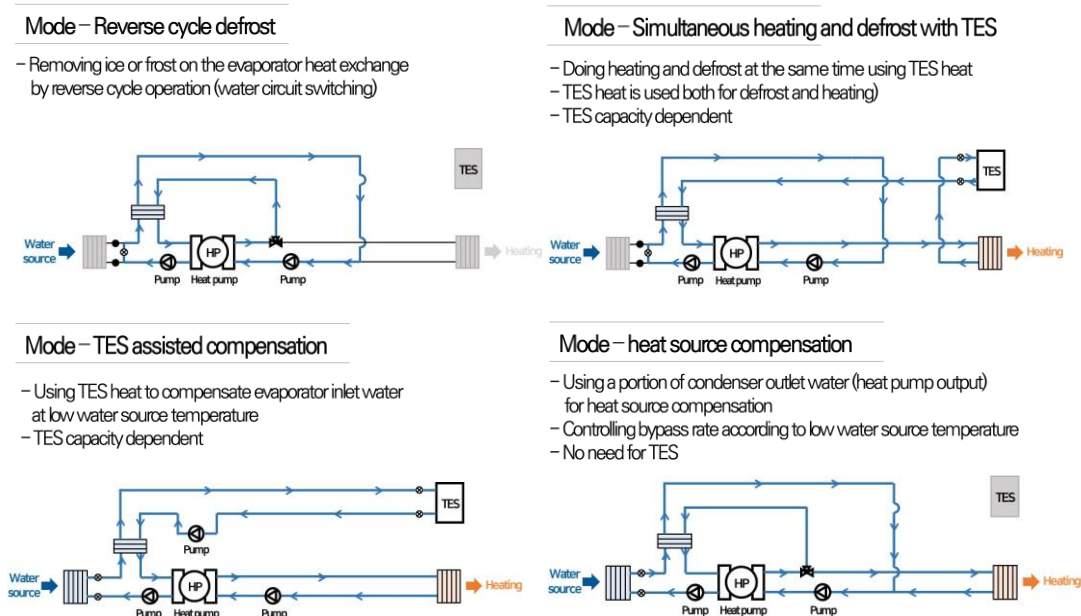 Mode – Reverse cycle defrost
– Removing ice or frost on the evaporator heat exchange
by reverse cycle operation (water circuit switching)
TES
Water
source
HP
Heating
Pump
Heat pump
Pump
Mode – Simultaneous heating and defrost with TES
– Doing heating and defrost at the same time using TES heat
– TES heat is used both for defrost and heating)
– TES capacity dependent
TES
Water
source
HP
Heating
Pump
Heat pump
Pump
Mode – TES assisted compensation
– Using TES heat to compensate evaporator inlet water
at low water source temperature
– TES capacity dependent
TES
Pump
Water
source
HP
Heating
Pump
Heat pump
Pump
Mode – heat source compensation
– Using a portion of condenser outlet water (heat pump output)
for heat source compensation
– Controlling bypass rate according to low water source temperature
– No need for TES
TES
Water
source
HP
Heating
Pump
Heat pump
Pump